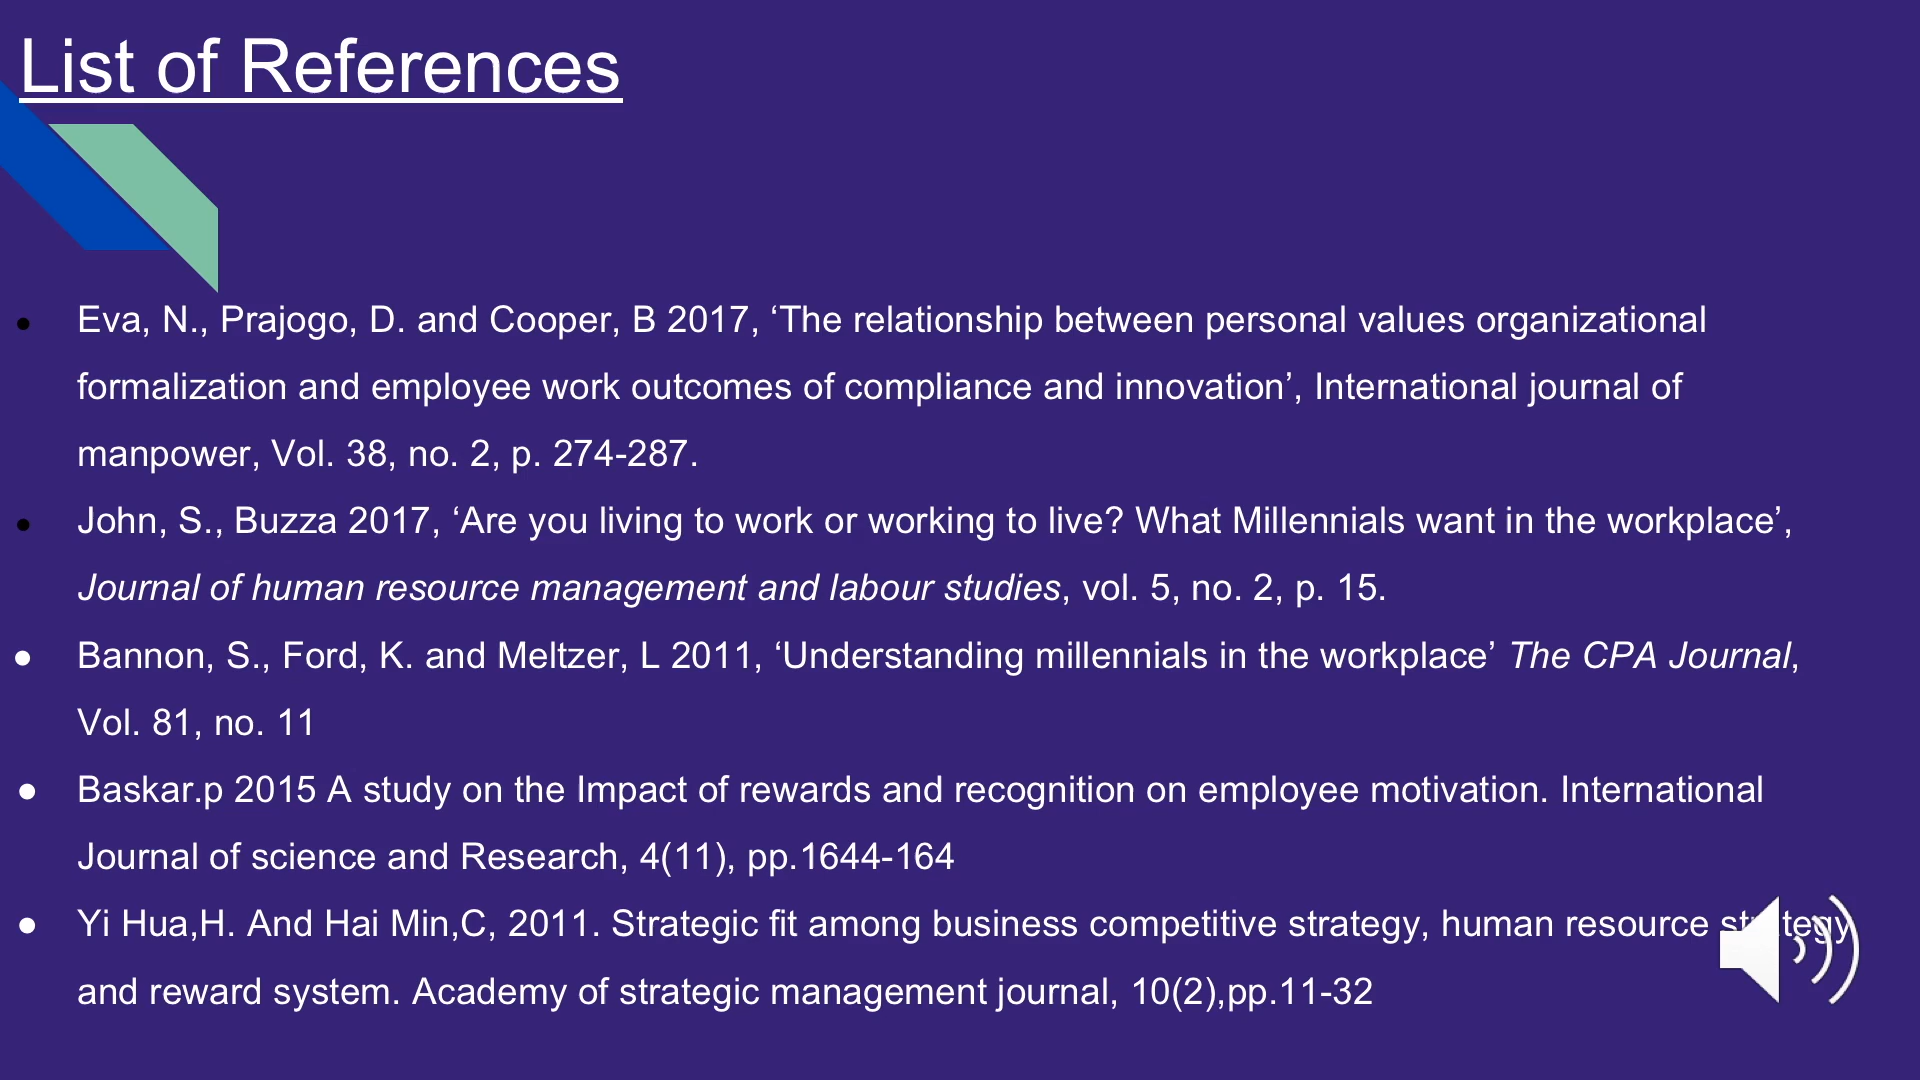 List of References
● Eva, N., Prajogo, D. and Cooper, B 2017, ‘The relationship between personal values organizational
formalization and employee work outcomes of compliance and innovation’, International journal of
manpower, Vol. 38, no. 2, p. 274-287.
● John, S., Buzza 2017, ‘Are you living to work or working to live? What Millennials want in the workplace’,
Journal of human resource management and labour studies, vol. 5, no. 2, p. 15.
● Bannon, S., Ford, K. and Meltzer, L 2011, ‘Understanding millennials in the workplace’ The CPA Journal,
Vol. 81, no. 11
● Baskar.p 2015 A study on the Impact of rewards and recognition on employee motivation. International
Journal of science and Research, 4(11), pp.1644-164
● Yi Hua,H. And Hai Min,C, 2011. Strategic fit among business competitive strategy, human resource strategy
and reward system. Academy of strategic management journal, 10(2),pp.11-32